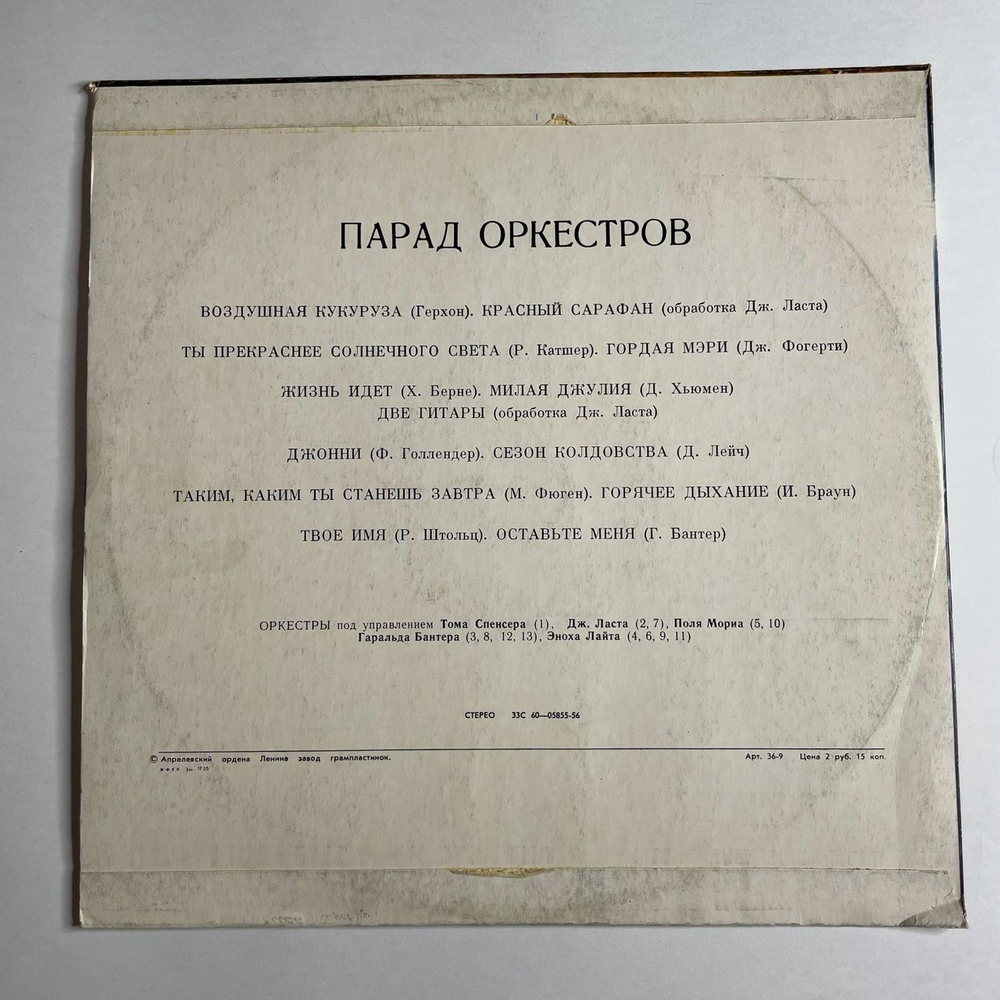 ПАРАД ОРКЕСТРОВ
ВОЗДУШНАЯ КУКУРУЗА (Герхон). КРАСНЫЙ САРАФАН (обработка Дж. Ласта)
ТЫ ПРЕКРАСНЕЕ СОЛНЕЧНОГО СВЕТА (Р. Катшер). ГОРДАЯ МЭРИ (Дж. Фогерти)
ЖИЗНЬ ИДЕТ (Х. Берне). МИЛАЯ ДЖУЛИЯ (Д. Хьюмен)
ДВЕ ГИТАРЫ (обработка Дж. Ласта)
ДЖОННИ (Ф. Голлендер). СЕЗОН КОЛДОВСТВА (Д. Лейч)
ТАКИМ, КАКИМ ТЫ СТАНЕШЬ ЗАВТРА (М. Фюген). ГОРЯЧЕЕ ДЫХАНИЕ (И. Браун)
ТВОЕ ИМЯ (Р. Штольц). ОСТАВЬТЕ МЕНЯ (Г. Бантер)
ОРКЕСТРЫ под управлением Тома Спенсера (1), Дж. Ласта (2, 7), Поля Мориа (5, 10)
Гаральда Бантера (3, 8, 12, 13), Эноха Лайта (4, 6, 9, 11)
СТЕРЕО 33С 60—05855-56
© Апрелевский ордена Ленина завод грампластинок. Арт. 36-9 Цена 2 руб. 15 коп.